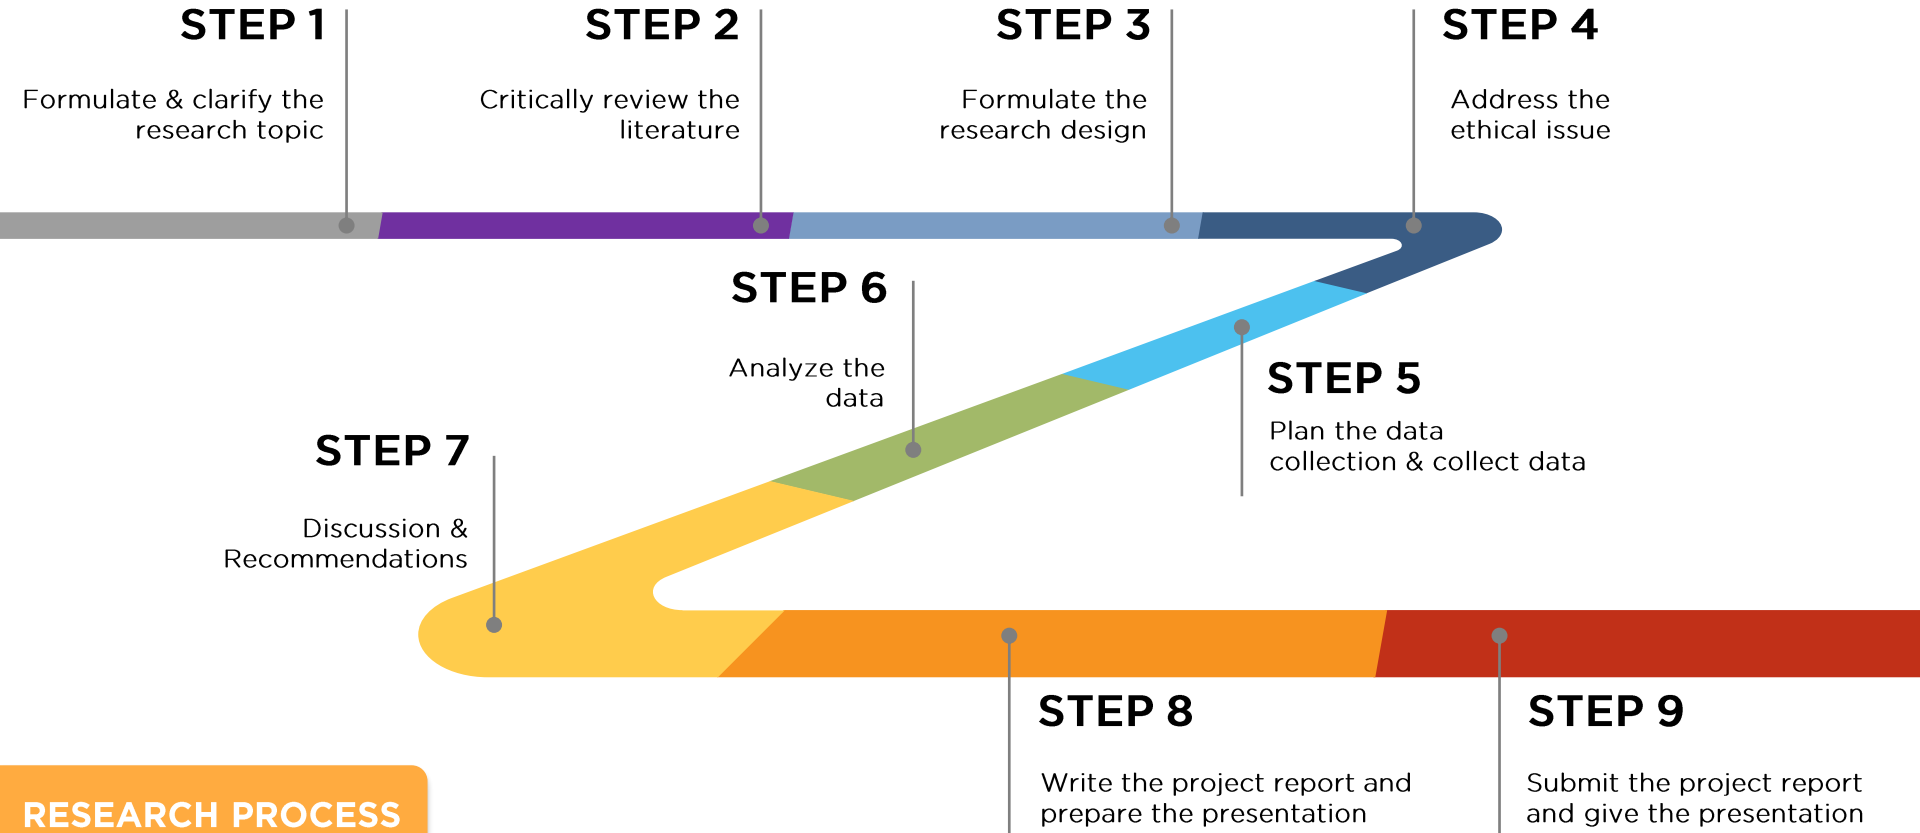 STEP 1
Formulate & clarify the
research topic
STEP 2
Critically review the
literature
STEP 3
Formulate the
research design
STEP 4
Address the
ethical issue
STEP 5
Plan the data
collection & collect data
STEP 6
Analyze the
data
STEP 7
Discussion &
Recommendations
STEP 8
Write the project report and
prepare the presentation
STEP 9
Submit the project report
and give the presentation
RESEARCH PROCESS